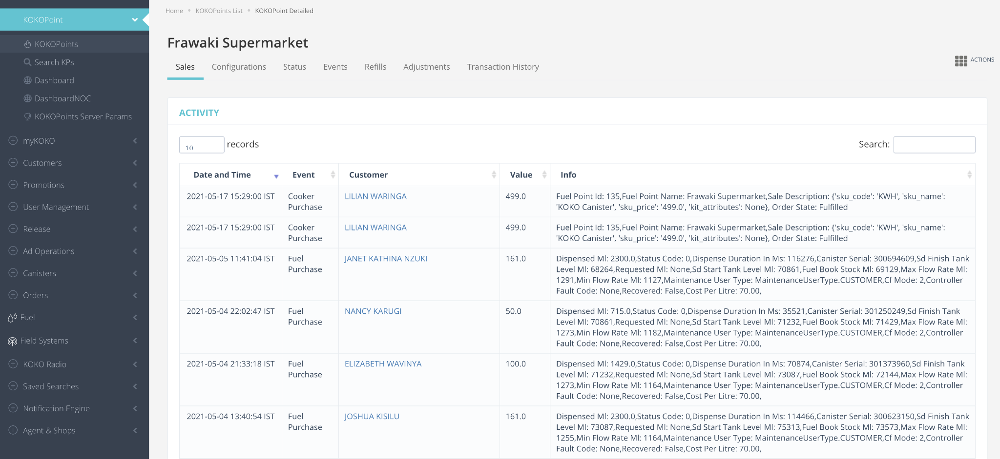 KOKOPoint
KOKOPoints
Search KPs
Dashboard
DashboardNOC
KOKOPoints Server Params
myKOKO
Customers
Promotions
User Management
Release
Ad Operations
Canisters
Orders
Fuel
Field Systems
KOKO Radio
Saved Searches
Notification Engine
Agent & Shops
Home • KOKOPoints List • KOKOPoint Detailed
Frawaki Supermarket
Sales Configurations Status Events Refills Adjustments Transaction History
ACTIONS
ACTIVITY
10 records
Search:
Date and Time Event Customer Value Info
2021-05-17 15:29:00 IST Cooker LILIAN WARINGA 499.0 Fuel Point Id: 135,Fuel Point Name: Frawaki Supermarket,Sale Description: {'sku_code': 'KWH', 'sku_name':
Purchase 'KOKO Canister', 'sku_price': '499.0', 'kit_attributes': None}, Order State: Fulfilled
2021-05-17 15:29:00 IST Cooker LILIAN WARINGA 499.0 Fuel Point Id: 135,Fuel Point Name: Frawaki Supermarket,Sale Description: {'sku_code': 'KWH', 'sku_name':
Purchase 'KOKO Canister', 'sku_price': '499.0', 'kit_attributes': None}, Order State: Fulfilled
2021-05-05 11:41:04 IST Fuel JANET KATHINA NZUKI 161.0 Dispensed Ml: 2300.0,Status Code: 0,Dispense Duration In Ms: 116276,Canister Serial: 300694609,Sd Finish Tank
Purchase Level Ml: 68264,Requested Ml: None,Sd Start Tank Level Ml: 70861,Fuel Book Stock Ml: 69129,Max Flow Rate Ml:
1291,Min Flow Rate Ml: 1127,Maintenance User Type: MaintenanceUserType.CUSTOMER,Cf Mode: 2,Controller
Fault Code: None,Recovered: False,Cost Per Litre: 70.00,
2021-05-04 22:02:47 IST Fuel NANCY KARUGI 50.0 Dispensed Ml: 715.0,Status Code: 0,Dispense Duration In Ms: 35521,Canister Serial: 301250249,Sd Finish Tank
Purchase Level Ml: 70861,Requested Ml: None,Sd Start Tank Level Ml: 71232,Fuel Book Stock Ml: 71429,Max Flow Rate Ml:
1273,Min Flow Rate Ml: 1182,Maintenance User Type: MaintenanceUserType.CUSTOMER,Cf Mode: 2,Controller
Fault Code: None,Recovered: False,Cost Per Litre: 70.00,
2021-05-04 21:33:18 IST Fuel ELIZABETH WAVINYA 100.0 Dispensed Ml: 1429.0,Status Code: 0,Dispense Duration In Ms: 70874,Canister Serial: 301373960,Sd Finish Tank
Purchase Level Ml: 71232,Requested Ml: None,Sd Start Tank Level Ml: 73087,Fuel Book Stock Ml: 72144,Max Flow Rate Ml:
1273,Min Flow Rate Ml: 1164,Maintenance User Type: MaintenanceUserType.CUSTOMER,Cf Mode: 2,Controller
Fault Code: None,Recovered: False,Cost Per Litre: 70.00,
2021-05-04 13:40:54 IST Fuel JOSHUA KISILU 161.0 Dispensed Ml: 2300.0,Status Code: 0,Dispense Duration In Ms: 114466,Canister Serial: 300623150,Sd Finish Tank
Purchase Level Ml: 73087,Requested Ml: None,Sd Start Tank Level Ml: 75313,Fuel Book Stock Ml: 73573,Max Flow Rate Ml:
1255,Min Flow Rate Ml: 1164,Maintenance User Type: MaintenanceUserType.CUSTOMER,Cf Mode: 2,Controller
Fault Code: None,Recovered: False,Cost Per Litre: 70.00,